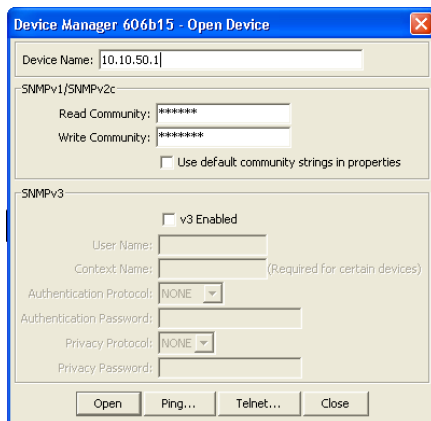 Device Manager 606b15 - Open Device
Device Name: 10.10.50.1
SNMPv1/SNMPv2c
Read Community: ******
Write Community: *******
Use default community strings in properties
SNMPv3
v3 Enabled
User Name:
Context Name: (Required for certain devices)
Authentication Protocol: NONE
Authentication Password:
Privacy Protocol: NONE
Privacy Password:
Open Ping... Telnet... Close